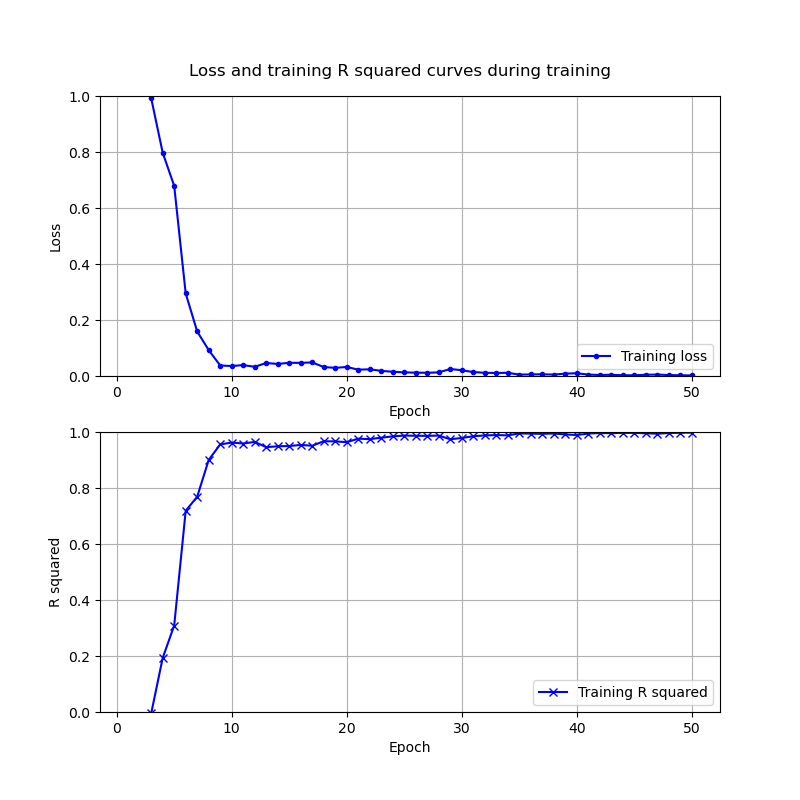 Loss and training R squared curves during training
1.0
0.8
0.6
0.4
0.2
0.0
Loss
Training loss
0 10 20 30 40 50
Epoch
1.0
0.8
0.6
0.4
0.2
0.0
R squared
Training R squared
0 10 20 30 40 50
Epoch